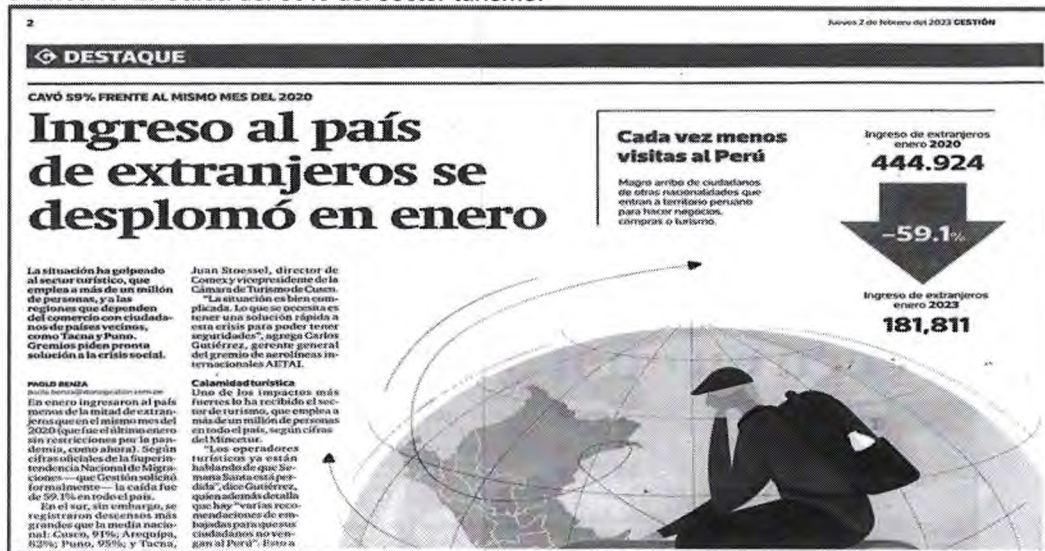 2
Jueves 2 de febrero del 2023 GESTIÓN
DESTAQUE
CAYÓ 59% FRENTE AL MISMO MES DEL 2020
Ingreso al país
de extranjeros se
desplomó en enero
La situación ha golpeado
al sector turístico, que
emplea a más de un millón
de personas, y a las
regiones que dependen
del comercio con ciudada-
nos de países vecinos,
como Tacna y Puno.
Gremios piden pronta
solución a la crisis social.
PAOLO BENZA
En enero ingresaron al país
menos de la mitad de extran-
jeros que en el mismo mes del
2020 (que fue el último enero
sin restricciones por la pan-
demia, como ahora). Según
cifras oficiales de la Superin-
tendencia Nacional de Migra-
ciones —que Gestión solicitó
formalmente— la caída fue
de 59.1% en todo el país.
En el sur, sin embargo, se
registraron descensos más
grandes que la media nacio-
nal: Cusco, 91%; Arequipa,
82%; Puno, 95%; y Tacna,
Juan Stoessel, director de
Comex y vicepresidente de la
Cámara de Turismo de Cusco.
"La situación es bien com-
plicada. Lo que se necesita es
tener una solución rápida a
esta crisis para poder tener
seguridades", agrega Carlos
Gutiérrez, gerente general
del gremio de aerolíneas in-
ternacionales AETAI.
Calamidad turística
Uno de los impactos más
fuertes lo ha recibido el sec-
tor de turismo, que emplea a
más de un millón de personas
en todo el país, según cifras
del Mincetur.
"Los operadores
turísticos ya están
hablando de que Se-
mana Santa está per-
dida", dice Gutiérrez,
quien además detalla
que hay "varias reco-
mendaciones de em-
bajadas para que sus
ciudadanos no ven-
gan al Perú". Esto a
Cada vez menos
visitas al Perú
Magro arribo de ciudadanos
de otras nacionalidades que
entran a territorio peruano
para hacer negocios,
compras o turismo.
Ingreso de extranjeros
enero 2020
444.924
-59.1%
Ingreso de extranjeros
enero 2023
181,811